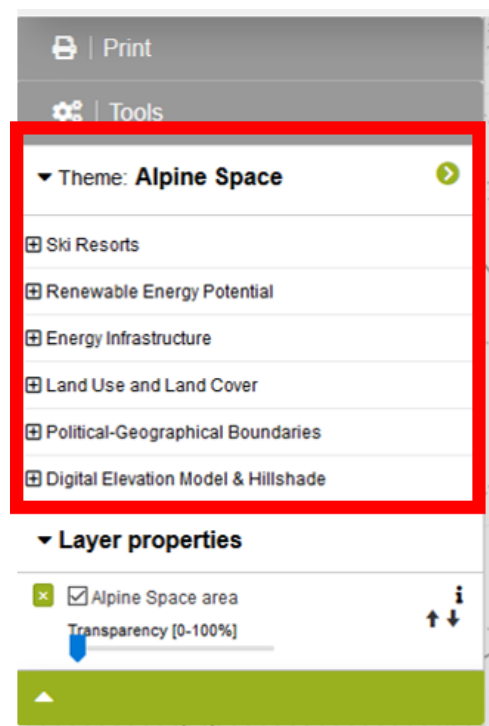 Print
Tools
Theme: Alpine Space
Ski Resorts
Renewable Energy Potential
Energy Infrastructure
Land Use and Land Cover
Political-Geographical Boundaries
Digital Elevation Model & Hillshade
Layer properties
Alpine Space area
Transparency [0-100%]